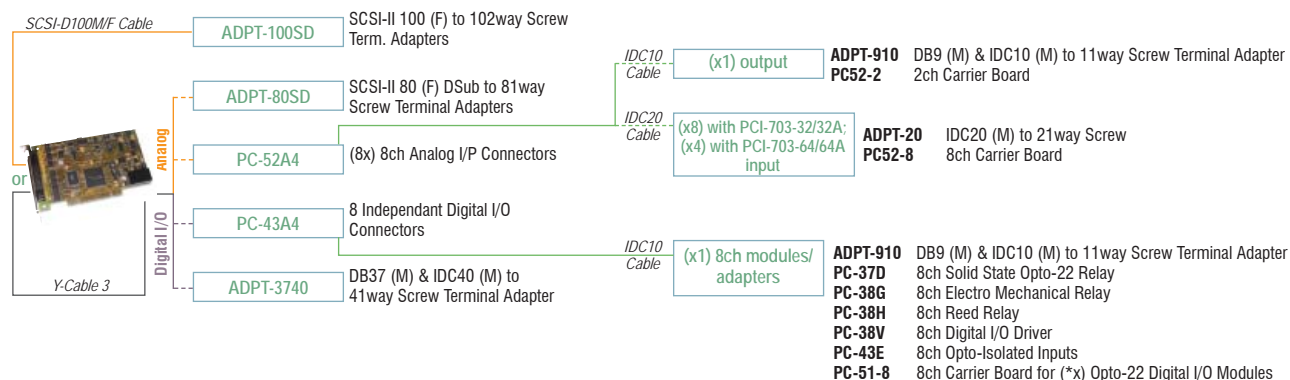 SCSI-D100M/F Cable
ADPT-100SD
SCSI-II 100 (F) to 102way Screw
Term. Adapters
ADPT-80SD
SCSI-II 80 (F) DSub to 81way
Screw Terminal Adapters
Analog
PC-52A4
(8x) 8ch Analog I/P Connectors
or
Digital I/O
PC-43A4
8 Independant Digital I/O
Connectors
Y-Cable 3
ADPT-3740
DB37 (M) & IDC40 (M) to
41way Screw Terminal Adapter
IDC10
Cable
(x1) output
ADPT-910 DB9 (M) & IDC10 (M) to 11way Screw Terminal Adapter
PC52-2 2ch Carrier Board
IDC20
Cable
(x8) with PCI-703-32/32A;
(x4) with PCI-703-64/64A
input
ADPT-20 IDC20 (M) to 21way Screw
PC52-8 8ch Carrier Board
IDC10
Cable
(x1) 8ch modules/
adapters
ADPT-910 DB9 (M) & IDC10 (M) to 11way Screw Terminal Adapter
PC-37D 8ch Solid State Opto-22 Relay
PC-38G 8ch Electro Mechanical Relay
PC-38H 8ch Reed Relay
PC-38V 8ch Digital I/O Driver
PC-43E 8ch Opto-Isolated Inputs
PC-51-8 8ch Carrier Board for (*x) Opto-22 Digital I/O Modules